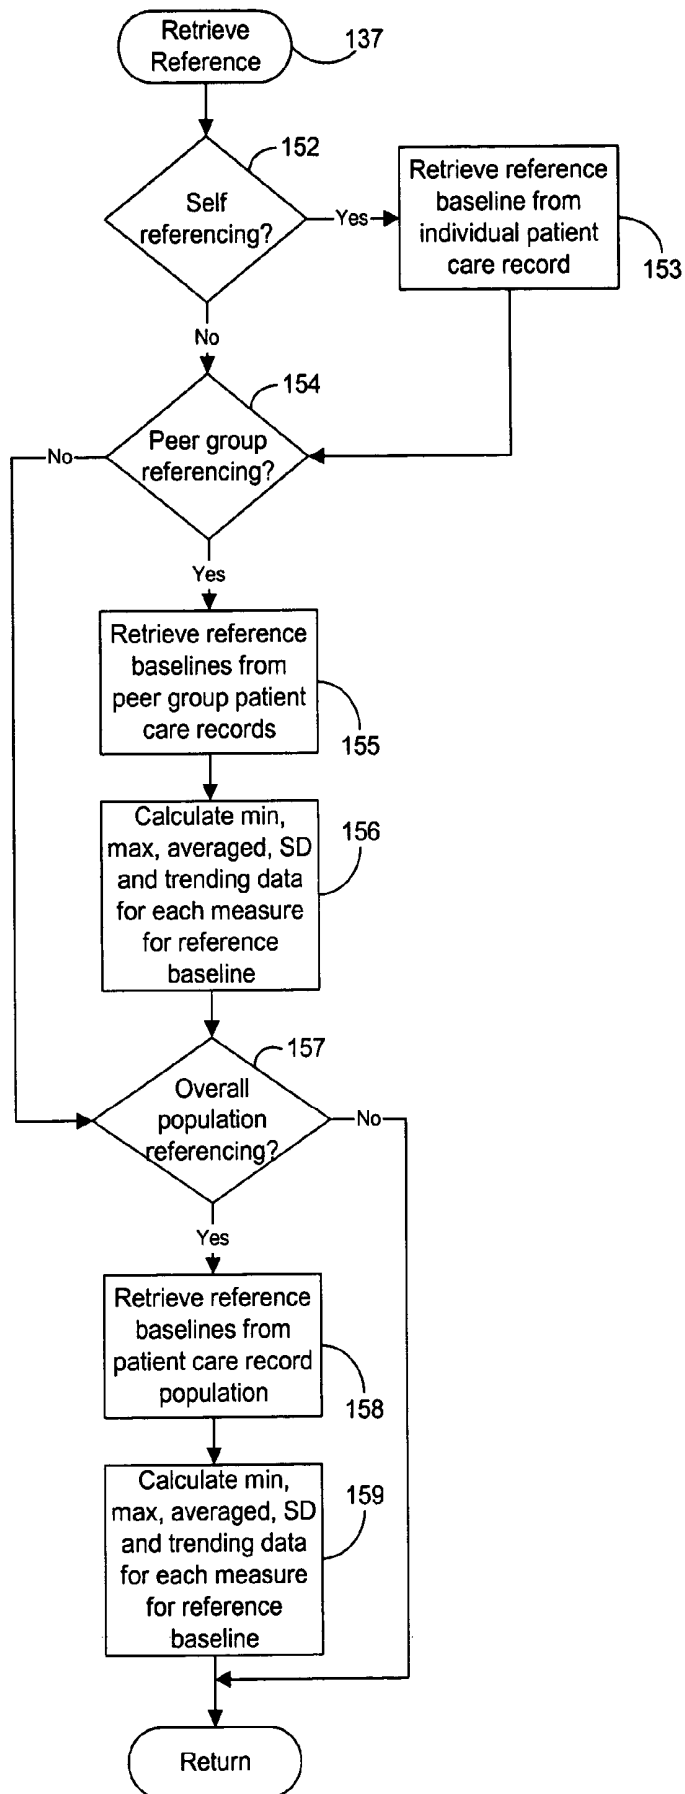 Retrieve
Reference
137
152
Self
referencing?
Yes
Retrieve reference
baseline from
individual patient
care record
153
No
154
Peer group
referencing?
No
Yes
Retrieve reference
baselines from
peer group patient
care records
155
Calculate min,
max, averaged, SD
and trending data
for each measure
for reference
baseline
156
157
Overall
population
referencing?
No
Yes
Retrieve reference
baselines from
patient care record
population
158
Calculate min,
max, averaged, SD
and trending data
for each measure
for reference
baseline
159
Return